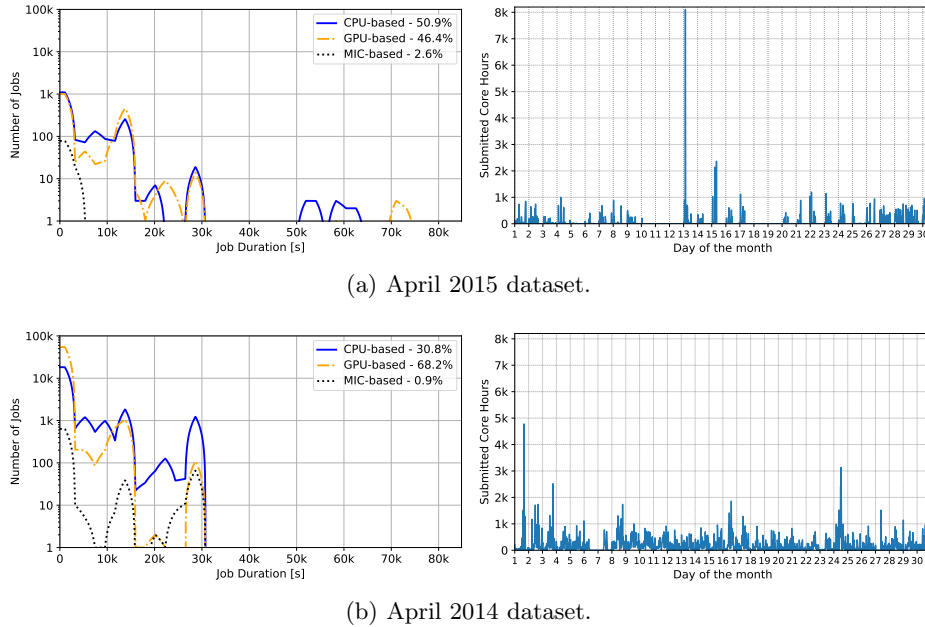 100k
10k
1k
100
10
1
Number of Jobs
CPU-based - 50.9%
GPU-based - 46.4%
MIC-based - 2.6%
0 10k 20k 30k 40k 50k 60k 70k 80k
Job Duration [s]
8k
7k
6k
5k
4k
3k
2k
1k
0
Submitted Core Hours
1 2 3 4 5 6 7 8 9 10 11 12 13 14 15 16 17 18 19 20 21 22 23 24 25 26 27 28 29 30
Day of the month
(a) April 2015 dataset.
100k
10k
1k
100
10
1
Number of Jobs
CPU-based - 30.8%
GPU-based - 68.2%
MIC-based - 0.9%
0 10k 20k 30k 40k 50k 60k 70k 80k
Job Duration [s]
8k
7k
6k
5k
4k
3k
2k
1k
0
Submitted Core Hours
1 2 3 4 5 6 7 8 9 10 11 12 13 14 15 16 17 18 19 20 21 22 23 24 25 26 27 28 29 30
Day of the month
(b) April 2014 dataset.